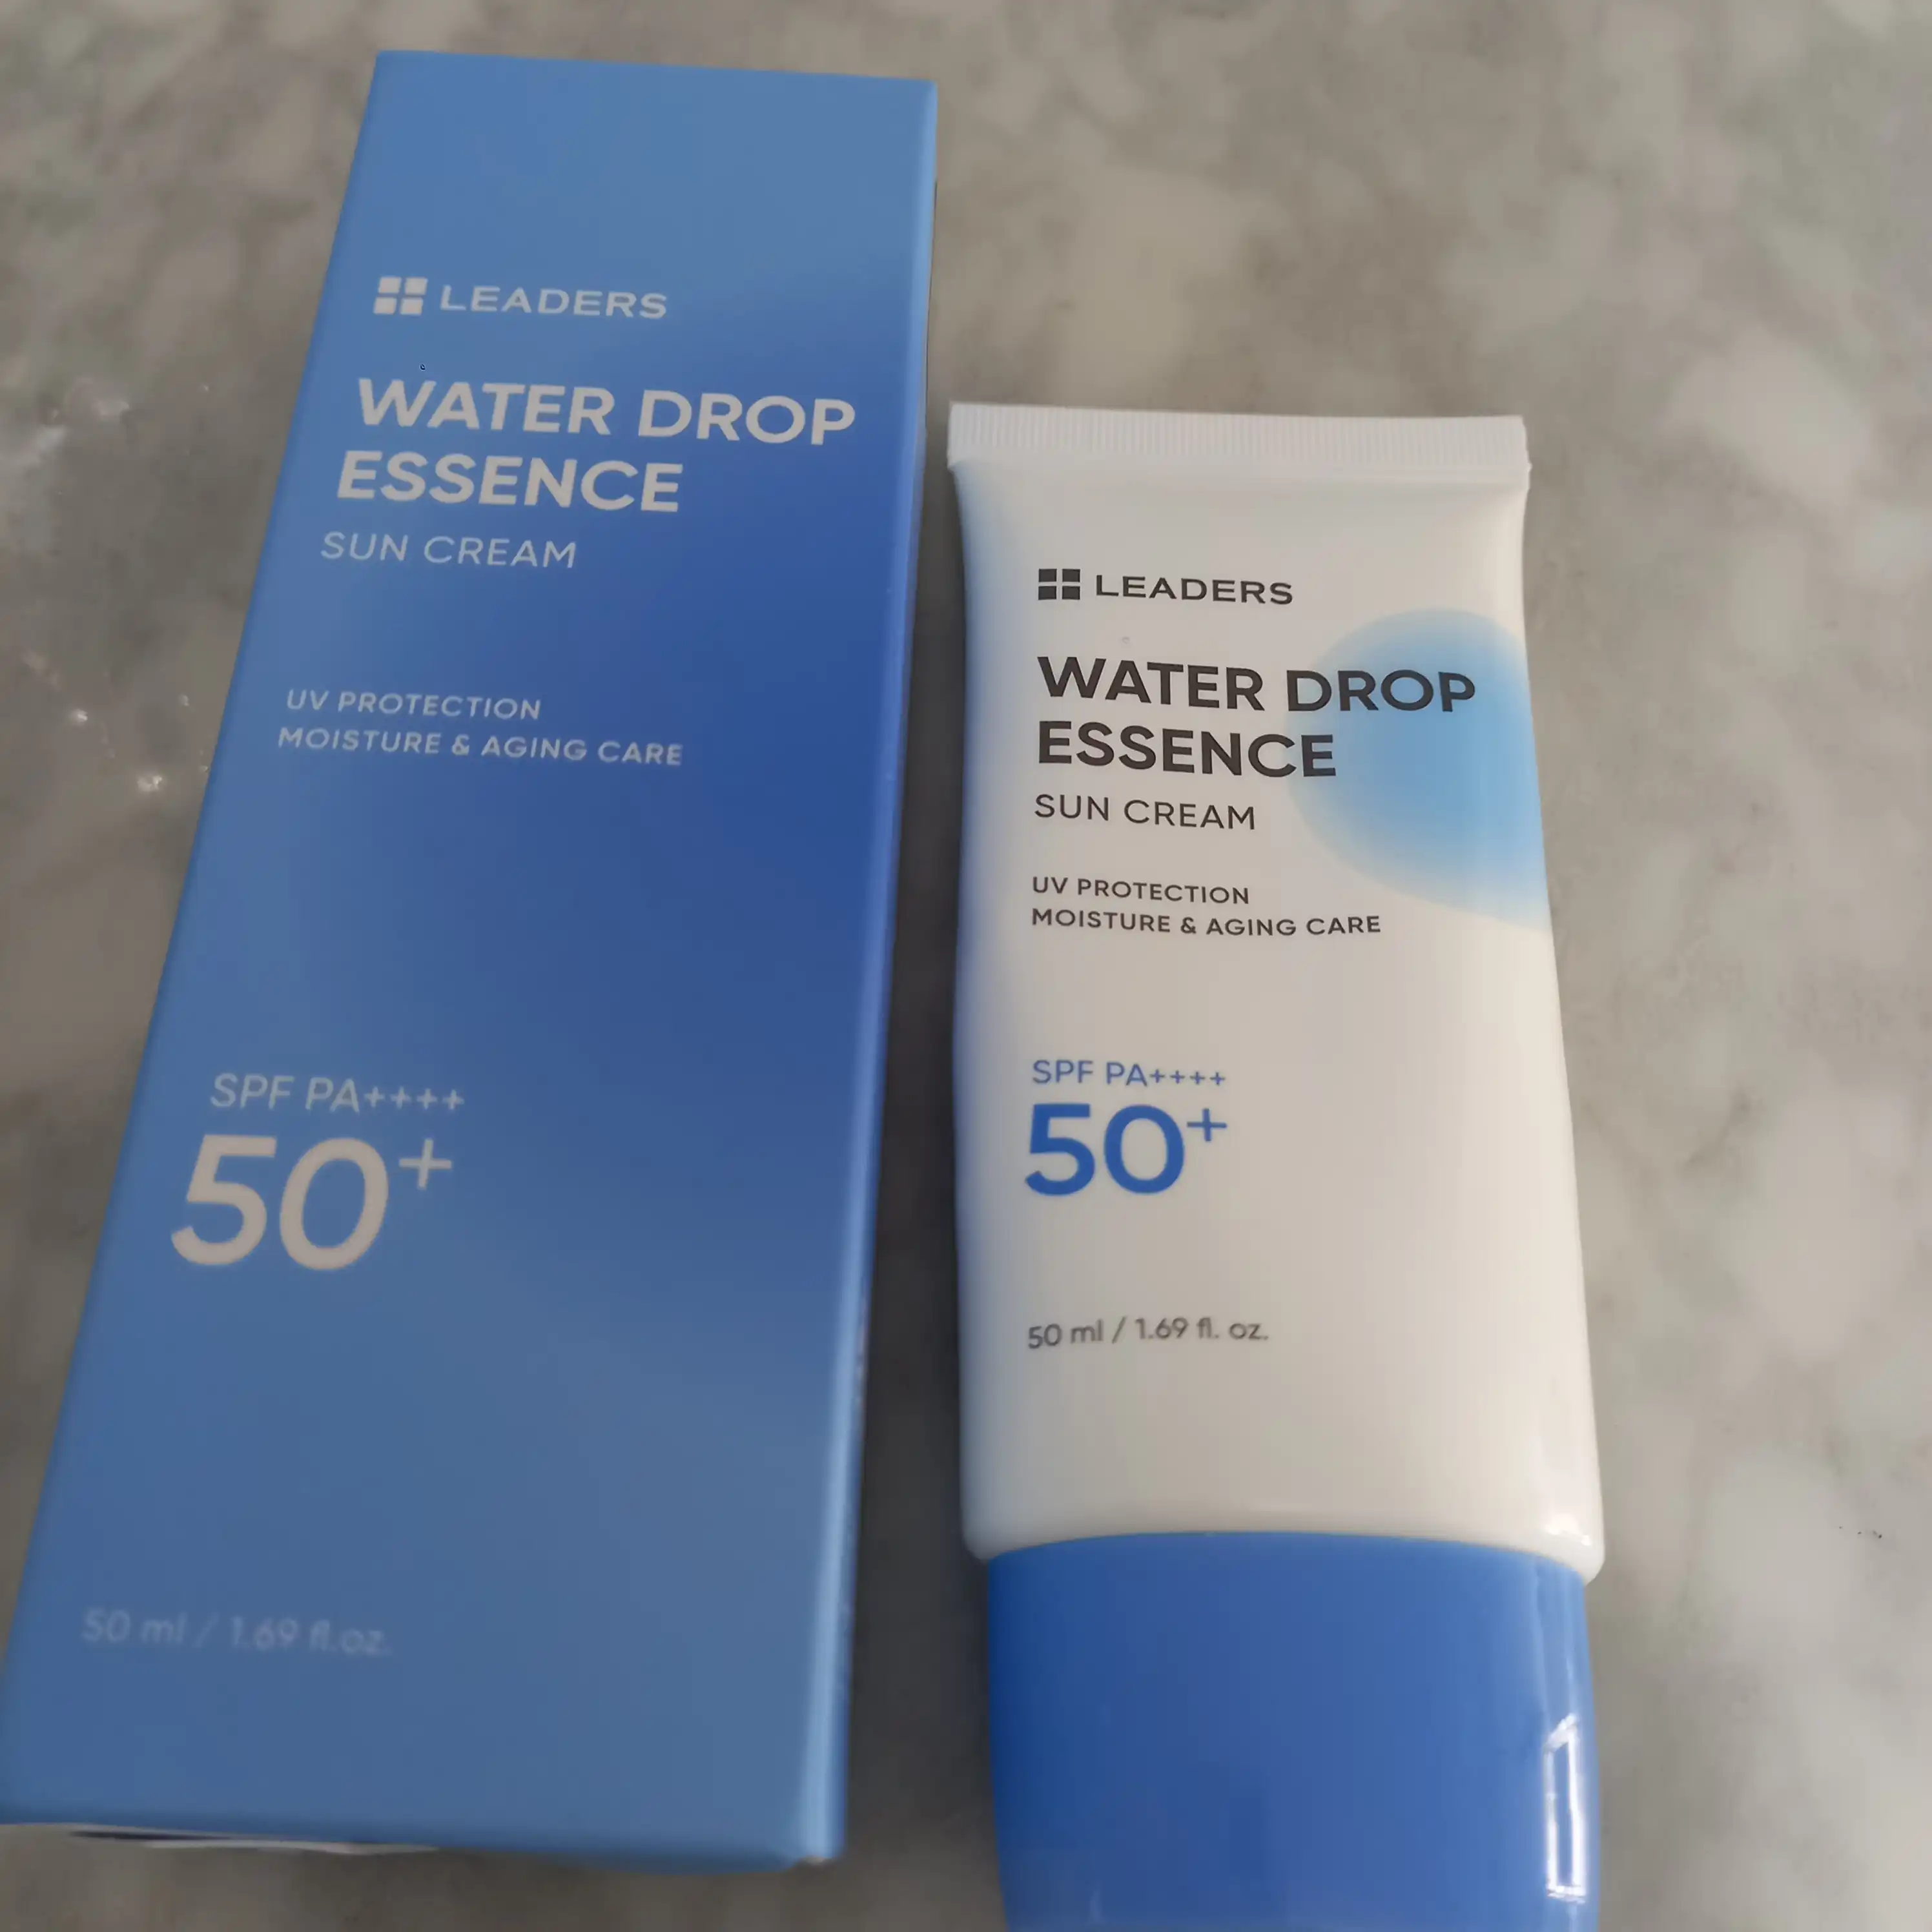 LEADERS
WATER DROP
ESSENCE
SUN CREAM
UV PROTECTION
MOISTURE & AGING CARE
SPF PA++++
50+
50 ml / 1.69 fl.oz.
LEADERS
WATER DROP
ESSENCE
SUN CREAM
UV PROTECTION
MOISTURE & AGING CARE
SPF PA++++
50+
50 ml / 1.69 fl. oz.